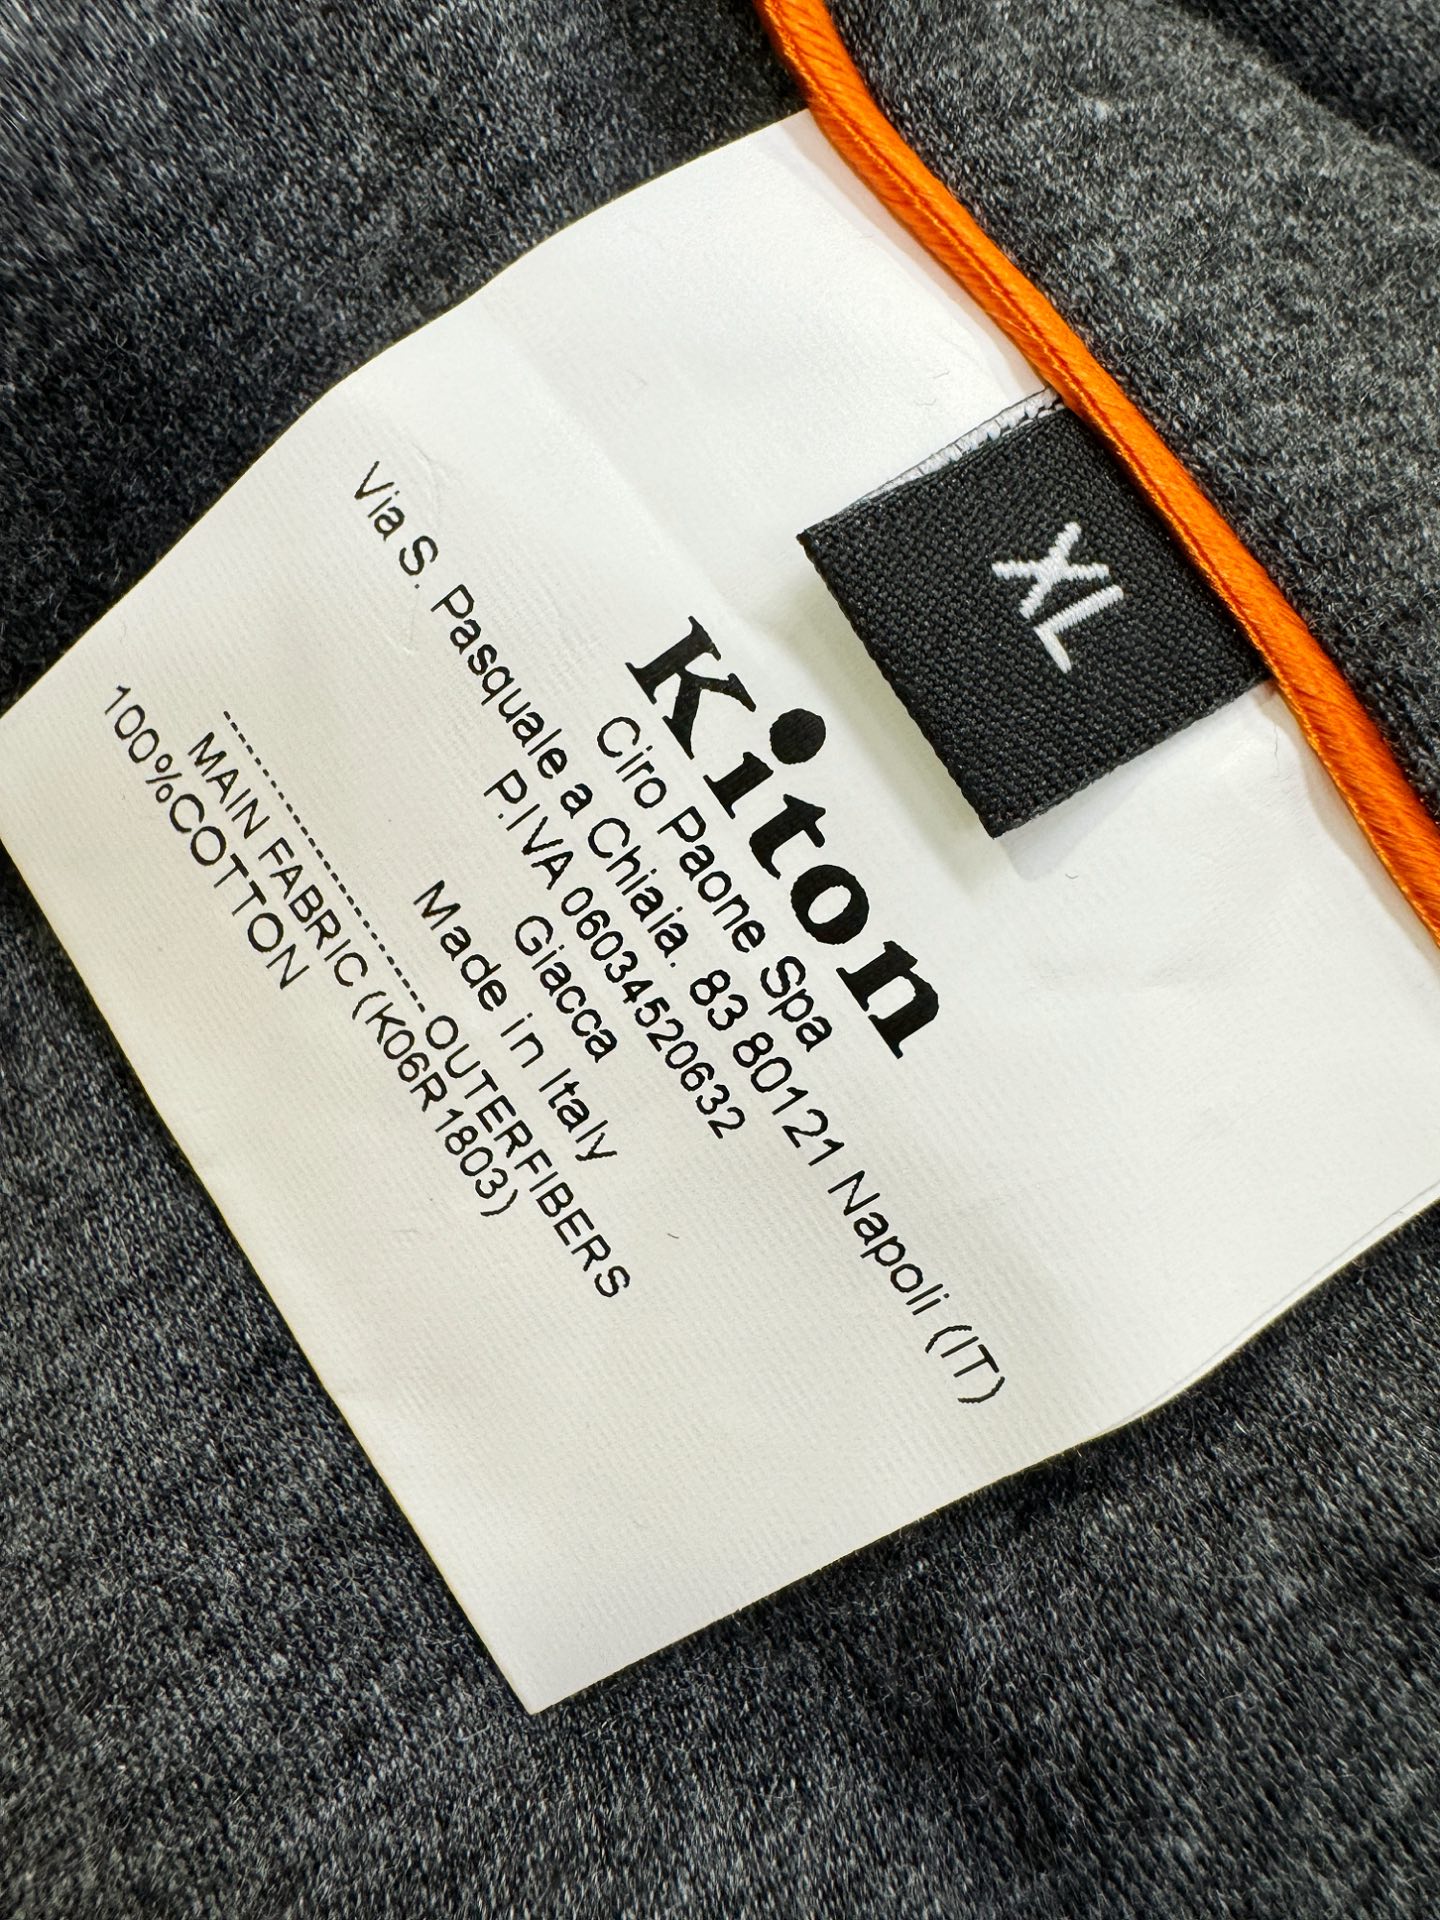 XL
Kiton
Ciro Paone Spa
Via S. Pasquale a Chiaia. 83 80121 Napoli (IT)
P.IVA 06034520632
Giacca
Made in Italy
--------------------------OUTERFIBERS
MAIN FABRIC (K06R1803)
100%COTTON